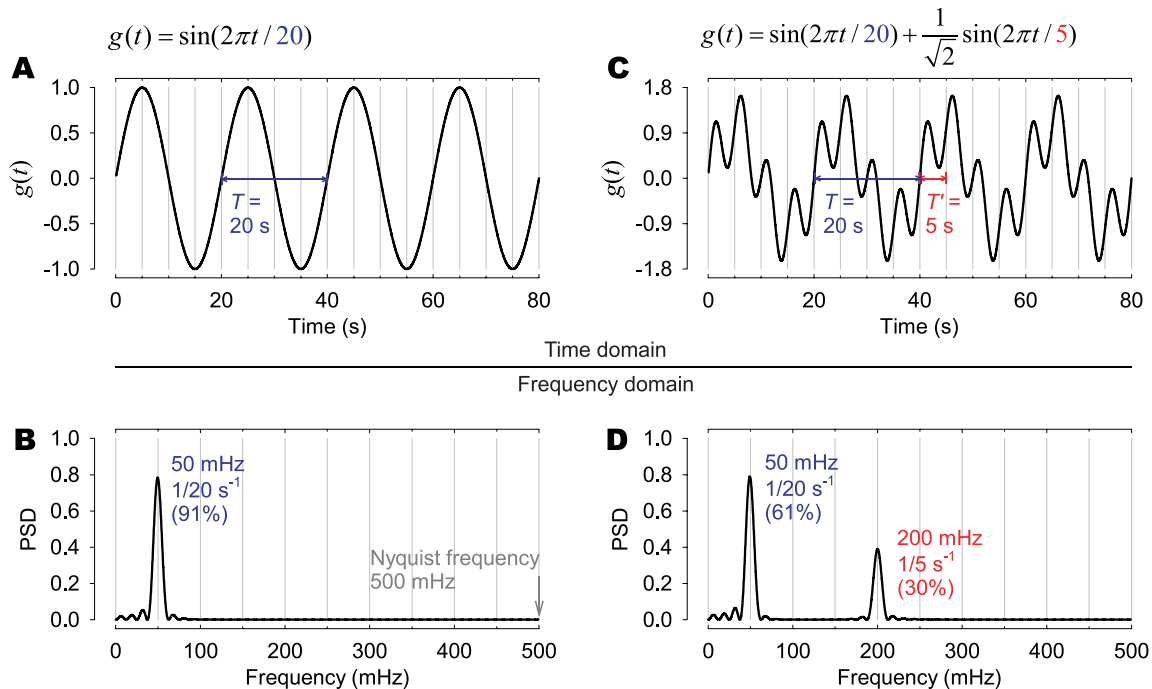 g(t) = sin(2πt / 20)
A
1.0
0.5
0.0
-0.5
-1.0
g(t)
T =
20 s
0 20 40 60 80
Time (s)
g(t) = sin(2πt / 20) + 1/√2 sin(2πt / 5)
C
1.8
0.9
0.0
-0.9
-1.8
g(t)
T =
20 s
T' =
5 s
0 20 40 60 80
Time (s)
Time domain
Frequency domain
B
1.0
0.8
0.6
0.4
0.2
0.0
PSD
50 mHz
1/20 s⁻¹
(91%)
Nyquist frequency
500 mHz
0 100 200 300 400 500
Frequency (mHz)
D
1.0
0.8
0.6
0.4
0.2
0.0
PSD
50 mHz
1/20 s⁻¹
(61%)
200 mHz
1/5 s⁻¹
(30%)
0 100 200 300 400 500
Frequency (mHz)